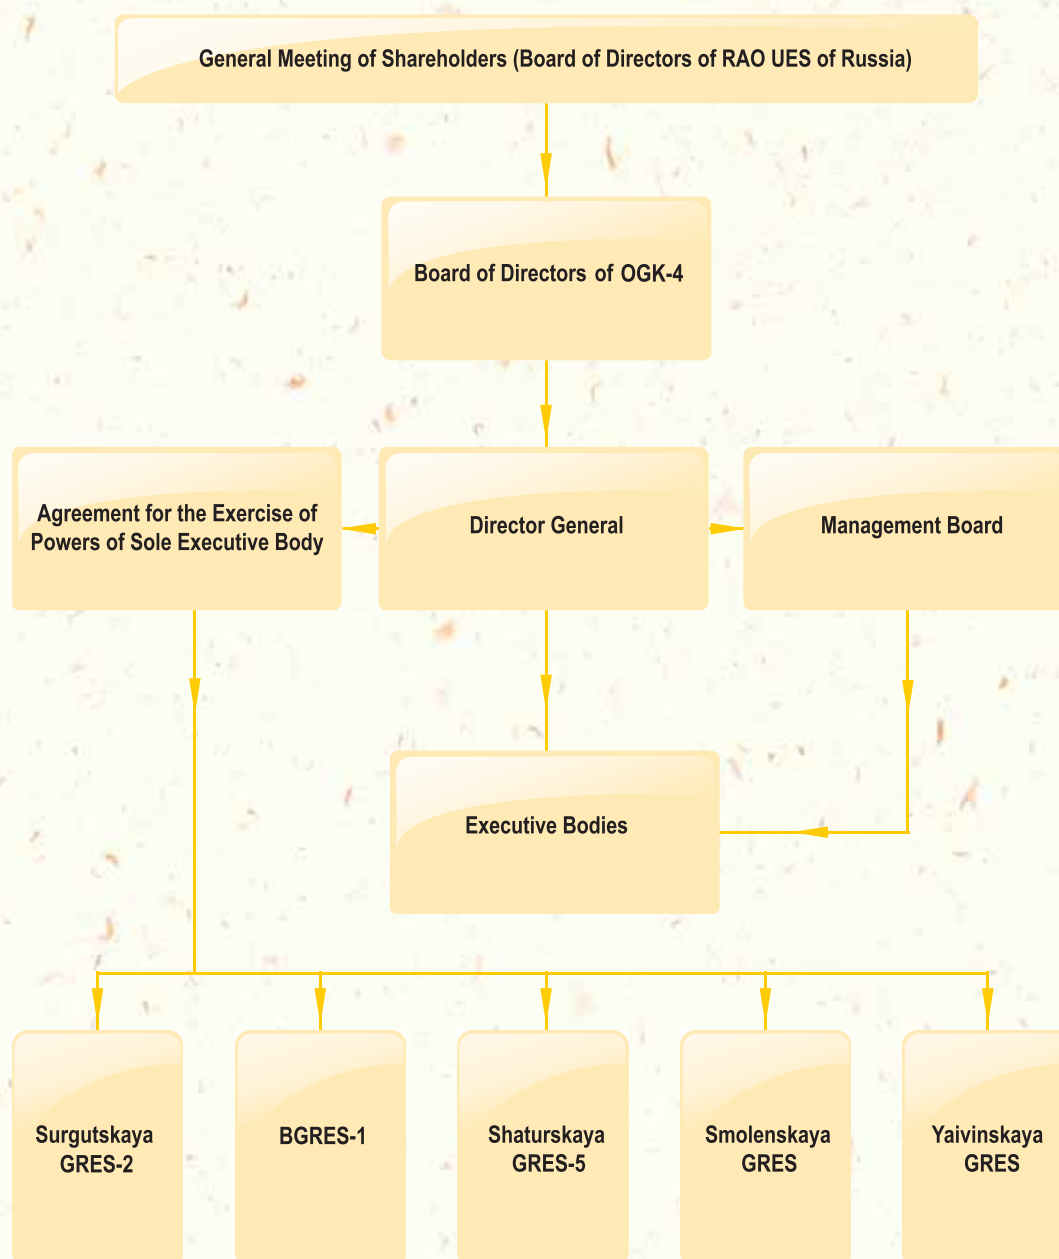 General Meeting of Shareholders (Board of Directors of RAO UES of Russia)
Board of Directors of OGK-4
Agreement for the Exercise of
Powers of Sole Executive Body
Director General
Management Board
Executive Bodies
Surgutskaya
GRES-2
BGRES-1
Shaturskaya
GRES-5
Smolenskaya
GRES
Yaivinskaya
GRES